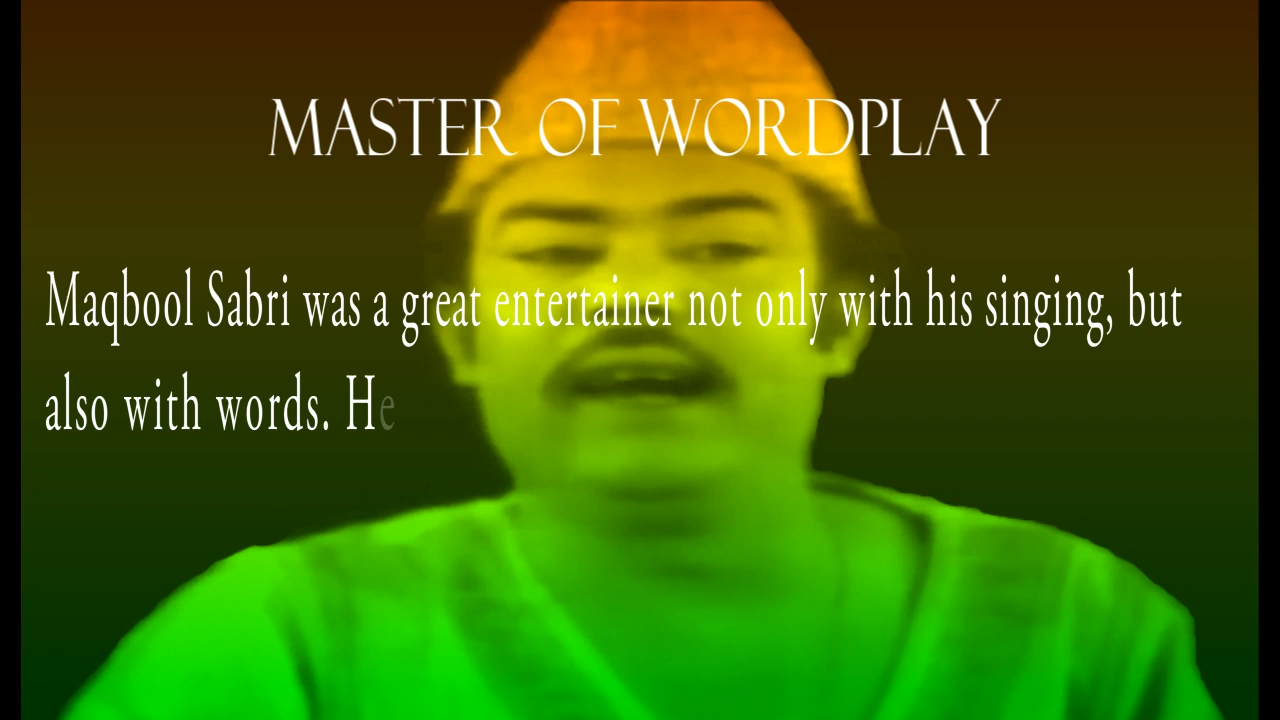 MASTER OF WORDPLAY
Maqbool Sabri was a great entertainer not only with his singing, but
also with words. He